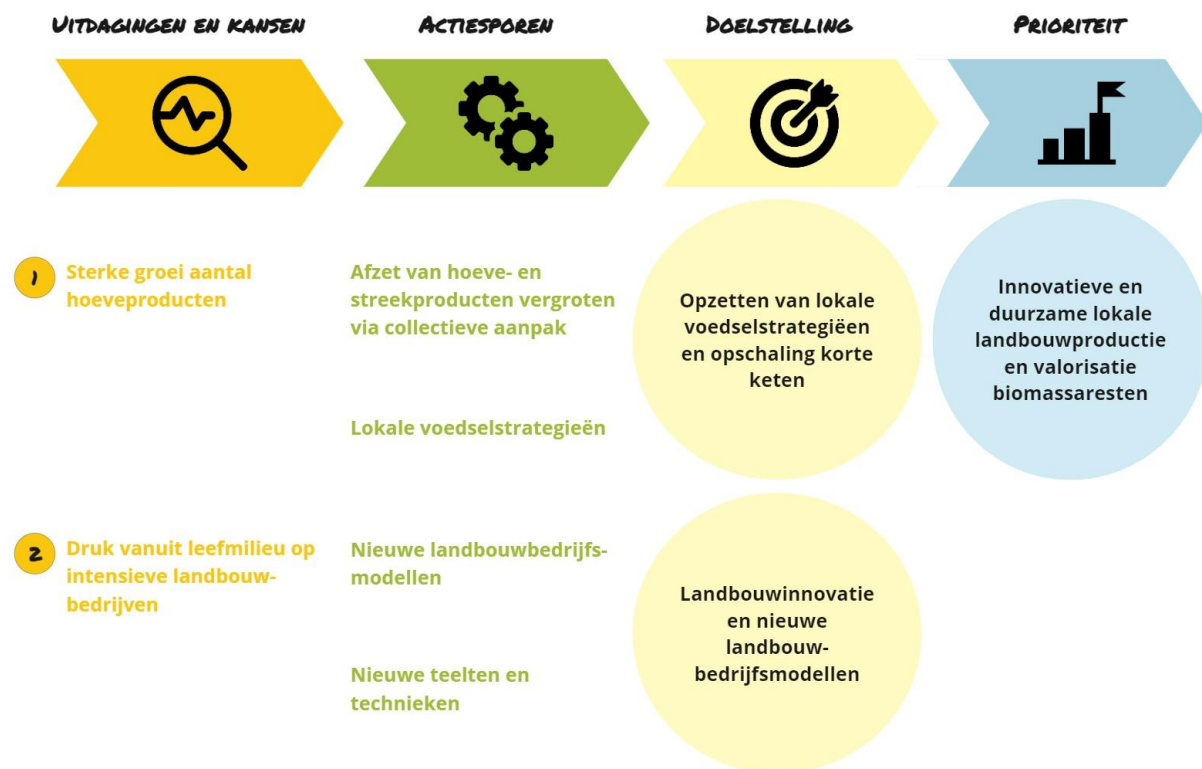 UITDAGINGEN EN KANSEN
ACTIESPOREN
DOELSTELLING
PRIORITEIT
1
Sterke groei aantal
hoeveproducten
Afzet van hoeve- en
streekproducten vergroten
via collectieve aanpak
Lokale voedselstrategieën
Opzetten van lokale
voedselstrategiëen
en opschaling korte
keten
Innovatieve en
duurzame lokale
landbouwproductie
en valorisatie
biomassaresten
2
Druk vanuit leefmilieu op
intensieve landbouw-
bedrijven
Nieuwe landbouwbedrijfs-
modellen
Nieuwe teelten en
technieken
Landbouwinnovatie
en nieuwe
landbouw-
bedrijfsmodellen